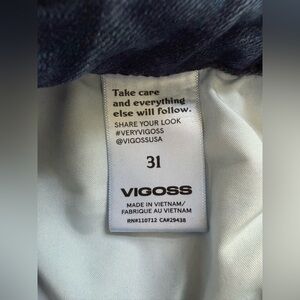 Take care
and everything
else will follow.
SHARE YOUR LOOK
#VERYVIGOSS
@VIGOSSUSA
31
VIGOSS
MADE IN VIETNAM/
FABRIQUE AU VIETNAM
RN#110712 CA#29438